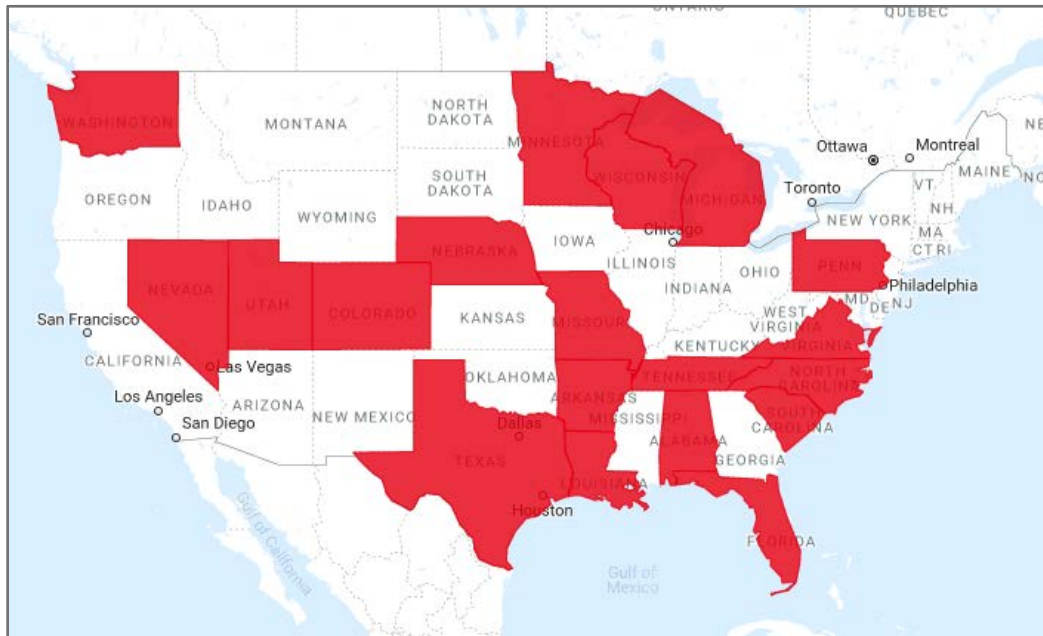 ONTARIO
QUEBEC
WASHINGTON
MONTANA
NORTH
DAKOTA
MINNESOTA
Ottawa
Montreal
NE
MAINE
NO
OREGON
IDAHO
SOUTH
DAKOTA
WISCONSIN
MICHIGAN
Toronto
VT
NH
WYOMING
NEW YORK
MA
CT RI
NEBRASKA
IOWA
Chicago
ILLINOIS
INDIANA
OHIO
PENN
Philadelphia
MD
DE
NJ
NEVADA
UTAH
COLORADO
KANSAS
MISSOUR
WEST
VIRGINIA
VIRGINIA
KENTUCKY
San Francisco
CALIFORNIA
Las Vegas
OKLAHOMA
TENNESSEE
NORTH
CAROLINA
Los Angeles
ARIZONA
NEW MEXICO
ARKANSAS
MISSISSIPPI
SOUTH
CAROLINA
San Diego
Dallas
ALABAMA
GEORGIA
TEXAS
LOUISIANA
Houston
FLORIDA
Gulf of California
Gulf of
Mexico